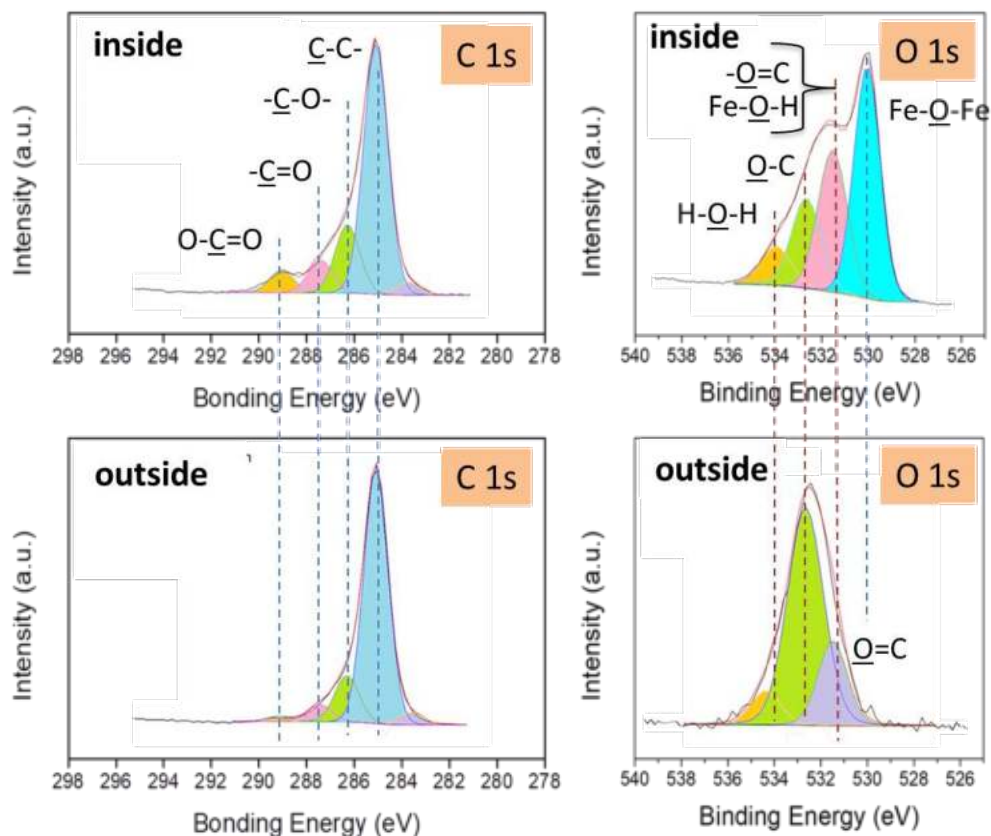 inside
C 1s
C-C-
-C-O-
-C=O
O-C=O
Intensity (a.u.)
298 296 294 292 290 288 286 284 282 280 278
Bonding Energy (eV)
inside
O 1s
-O=C
Fe-O-H
Fe-O-Fe
O-C
H-O-H
Intensity (a.u.)
540 538 536 534 532 530 528 526
Binding Energy (eV)
outside
C 1s
Intensity (a.u.)
298 296 294 292 290 288 286 284 282 280 278
Bonding Energy (eV)
outside
O 1s
O=C
Intensity (a.u.)
540 538 536 534 532 530 528 526
Binding Energy (eV)